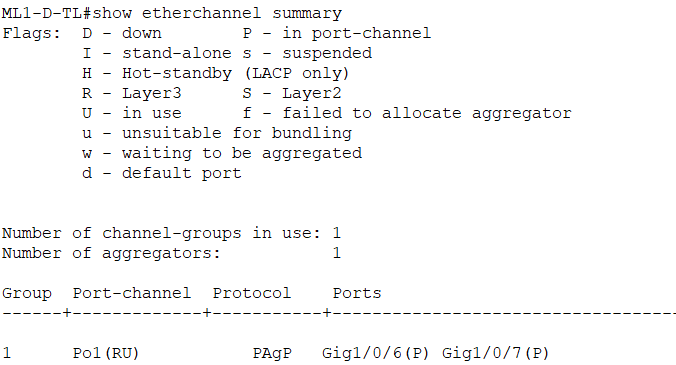 ML1-D-TL#show etherchannel summary
Flags:  D - down        P - in port-channel
        I - stand-alone s - suspended
        H - Hot-standby (LACP only)
        R - Layer3      S - Layer2
        U - in use      f - failed to allocate aggregator
        u - unsuitable for bundling
        w - waiting to be aggregated
        d - default port
Number of channel-groups in use: 1
Number of aggregators:           1
Group  Port-channel  Protocol    Ports
------+-------------+-----------+-----------------------------------
1      Po1(RU)           PAgP   Gig1/0/6(P) Gig1/0/7(P)